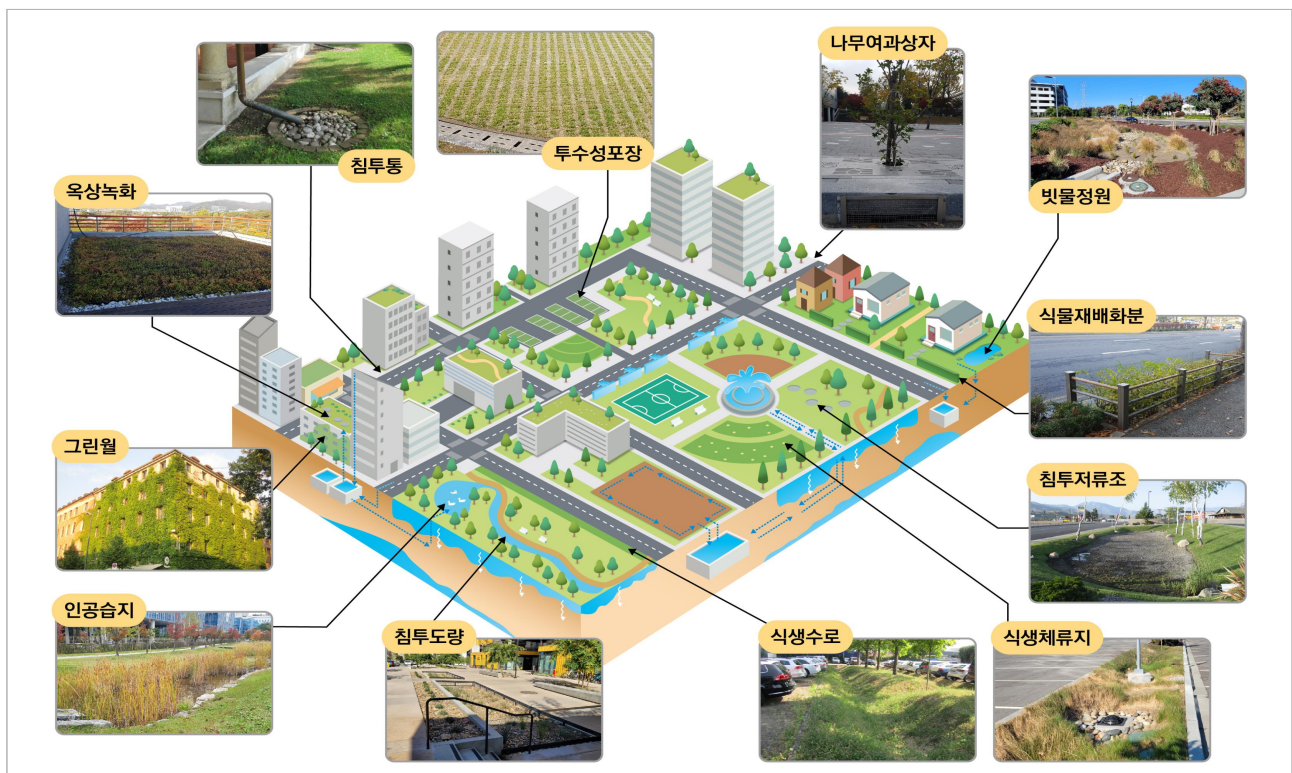 나무여과상자
침투통
투수성포장
옥상녹화
빗물정원
식물재배화분
그린월
침투저류조
인공습지
침투도량
식생수로
식생체류지